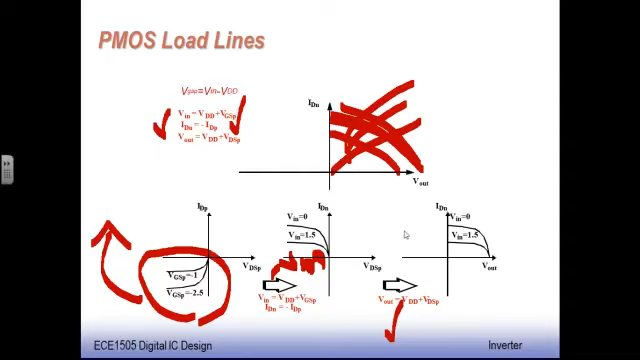 PMOS Load Lines
Vgsp=Vin-VDD
Vin = VDD+VGSp
IDn = - IDp
Vout = VDD+VDSp
IDn
Vout
IDp
VDSp
VGSp=-1
VGSp=-2.5
IDn
Vin=0
Vin=1.5
VDSp
Vin = VDD+VGSp
IDn = - IDp
IDn
Vin=0
Vin=1.5
Vout
Vout = VDD+VDSp
ECE1505 Digital IC Design
Inverter